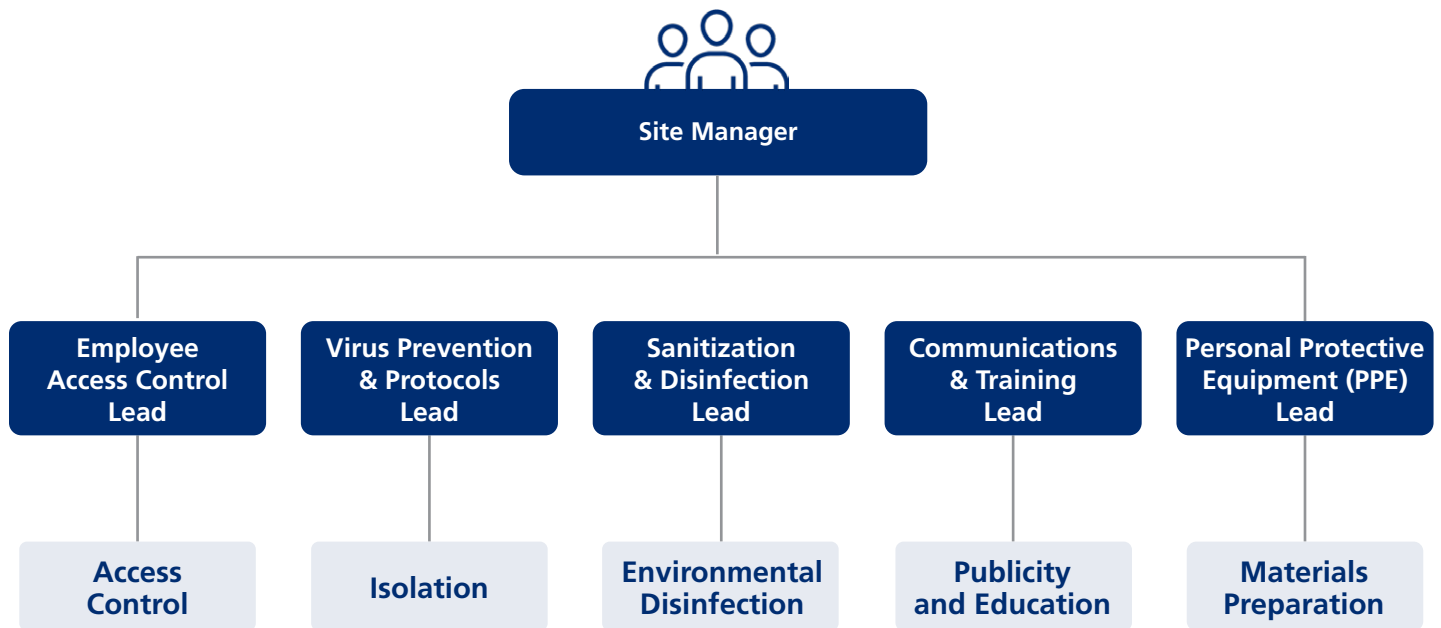 Site Manager
Employee
Access Control
Lead
Virus Prevention
& Protocols
Lead
Sanitization
& Disinfection
Lead
Communications
& Training
Lead
Personal Protective
Equipment (PPE)
Lead
Access
Control
Isolation
Environmental
Disinfection
Publicity
and Education
Materials
Preparation